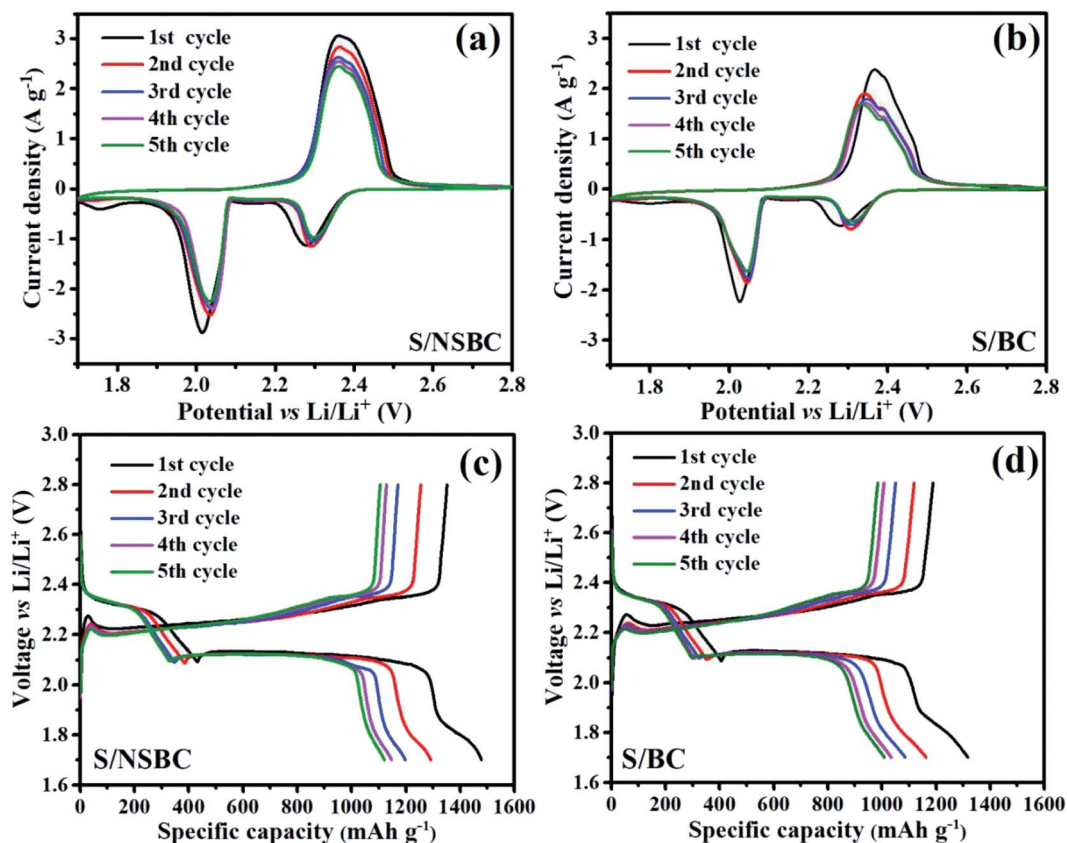 (a)
1st cycle
2nd cycle
3rd cycle
4th cycle
5th cycle
S/NSBC
Current density (A g⁻¹)
3
2
1
0
-1
-2
-3
1.8 2.0 2.2 2.4 2.6 2.8
Potential vs Li/Li⁺ (V)
(b)
1st cycle
2nd cycle
3rd cycle
4th cycle
5th cycle
S/BC
Current density (A g⁻¹)
3
2
1
0
-1
-2
-3
1.8 2.0 2.2 2.4 2.6 2.8
Potential vs Li/Li⁺ (V)
(c)
1st cycle
2nd cycle
3rd cycle
4th cycle
5th cycle
S/NSBC
Voltage vs Li/Li⁺ (V)
3.0
2.8
2.6
2.4
2.2
2.0
1.8
1.6
0 200 400 600 800 1000 1200 1400 1600
Specific capacity (mAh g⁻¹)
(d)
1st cycle
2nd cycle
3rd cycle
4th cycle
5th cycle
S/BC
Voltage vs Li/Li⁺ (V)
3.0
2.8
2.6
2.4
2.2
2.0
1.8
1.6
0 200 400 600 800 1000 1200 1400 1600
Specific capacity (mAh g⁻¹)